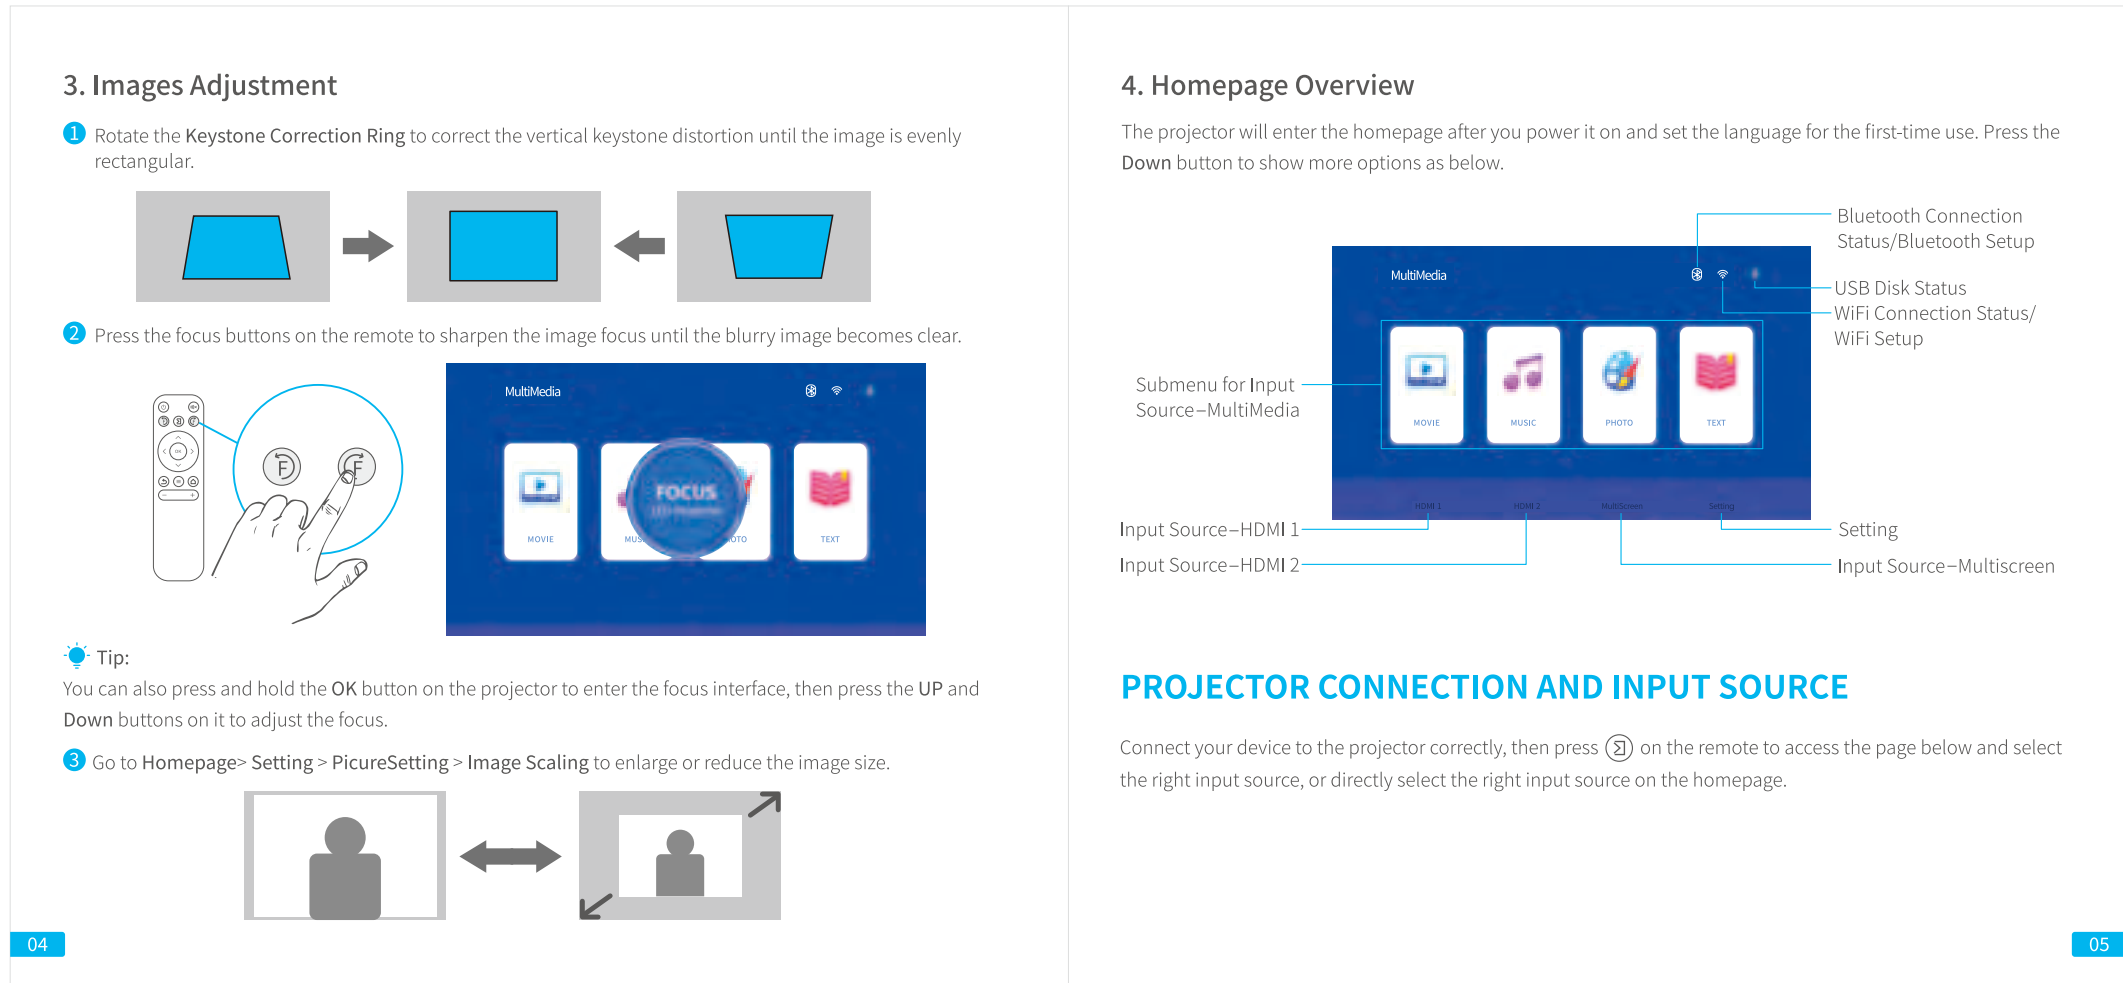 3. Images Adjustment
1 Rotate the Keystone Correction Ring to correct the vertical keystone distortion until the image is evenly
rectangular.
2 Press the focus buttons on the remote to sharpen the image focus until the blurry image becomes clear.
OK
F F
MultiMedia
FOCUS
MOVIE MUS OTO TEXT
Tip:
You can also press and hold the OK button on the projector to enter the focus interface, then press the UP and
Down buttons on it to adjust the focus.
3 Go to Homepage> Setting > PicureSetting > Image Scaling to enlarge or reduce the image size.
04
4. Homepage Overview
The projector will enter the homepage after you power it on and set the language for the first-time use. Press the
Down button to show more options as below.
Bluetooth Connection
Status/Bluetooth Setup
MultiMedia
USB Disk Status
WiFi Connection Status/
WiFi Setup
Submenu for Input
Source–MultiMedia
MOVIE MUSIC PHOTO TEXT
HDMI 1 HDMI 2 MultiScreen Setting
Input Source–HDMI 1
Setting
Input Source–HDMI 2
Input Source–Multiscreen
PROJECTOR CONNECTION AND INPUT SOURCE
Connect your device to the projector correctly, then press on the remote to access the page below and select
the right input source, or directly select the right input source on the homepage.
05